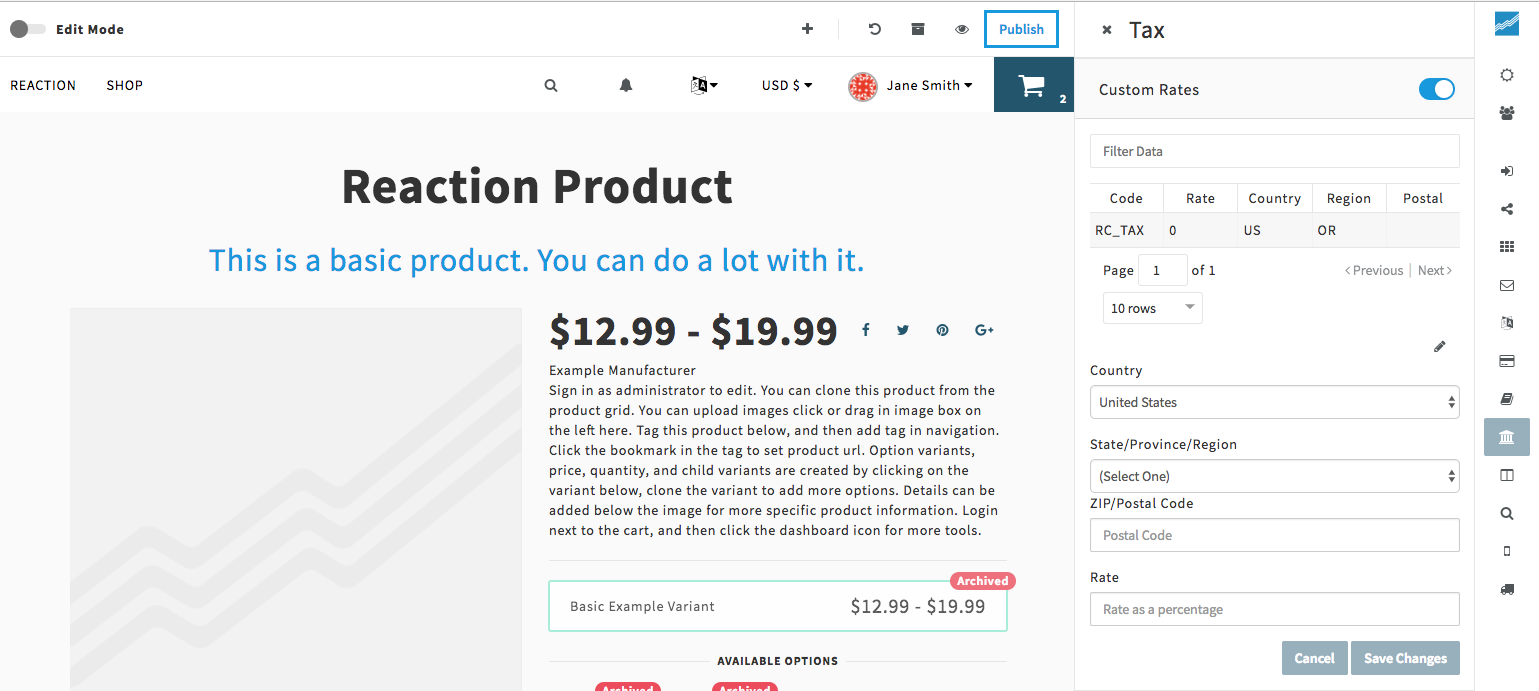 Edit Mode
Publish
REACTION SHOP USD $ Jane Smith 2
Reaction Product
This is a basic product. You can do a lot with it.
$12.99 - $19.99
Example Manufacturer
Sign in as administrator to edit. You can clone this product from the
product grid. You can upload images click or drag in image box on
the left here. Tag this product below, and then add tag in navigation.
Click the bookmark in the tag to set product url. Option variants,
price, quantity, and child variants are created by clicking on the
variant below, clone the variant to add more options. Details can be
added below the image for more specific product information. Login
next to the cart, and then click the dashboard icon for more tools.
Archived
Basic Example Variant $12.99 - $19.99
AVAILABLE OPTIONS
Archived Archived
Tax
Custom Rates
Filter Data
Code Rate Country Region Postal
RC_TAX 0 US OR
Page 1 of 1 Previous Next
10 rows
Country
United States
State/Province/Region
(Select One)
ZIP/Postal Code
Postal Code
Rate
Rate as a percentage
Cancel Save Changes